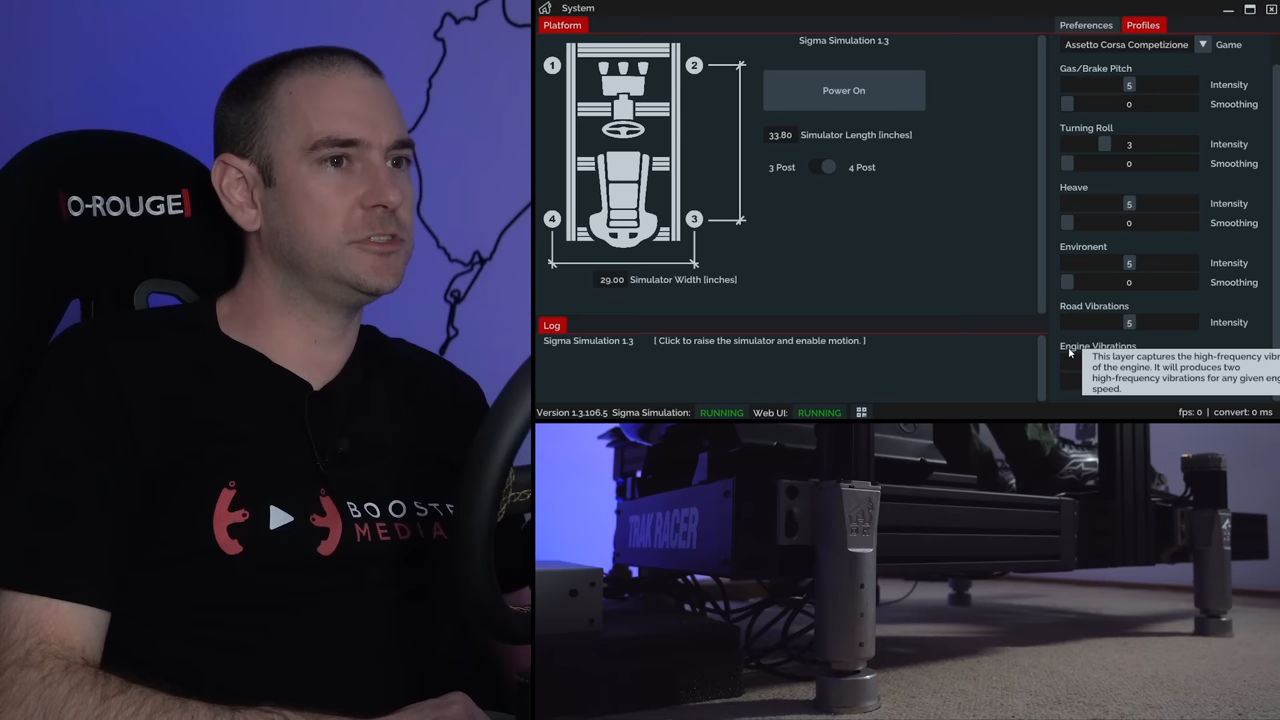 O-ROUGE
BOOST
MEDIA
System
Platform
Sigma Simulation 1.3
1
2
Power On
33.80 Simulator Length [inches]
3 Post 4 Post
4
3
29.00 Simulator Width [inches]
Log
Sigma Simulation 1.3 [ Click to raise the simulator and enable motion. ]
Version 1.3.106.5 Sigma Simulation: RUNNING Web UI: RUNNING
fps: 0 | convert: 0 ms
Preferences Profiles
Assetto Corsa Competizione Game
Gas/Brake Pitch
5 Intensity
0 Smoothing
Turning Roll
3 Intensity
0 Smoothing
Heave
5 Intensity
0 Smoothing
Environent
5 Intensity
0 Smoothing
Road Vibrations
5 Intensity
Engine Vibrations
This layer captures the high-frequency vibr
of the engine. It will produces two
high-frequency vibrations for any given eng
speed.
TRAK RACER